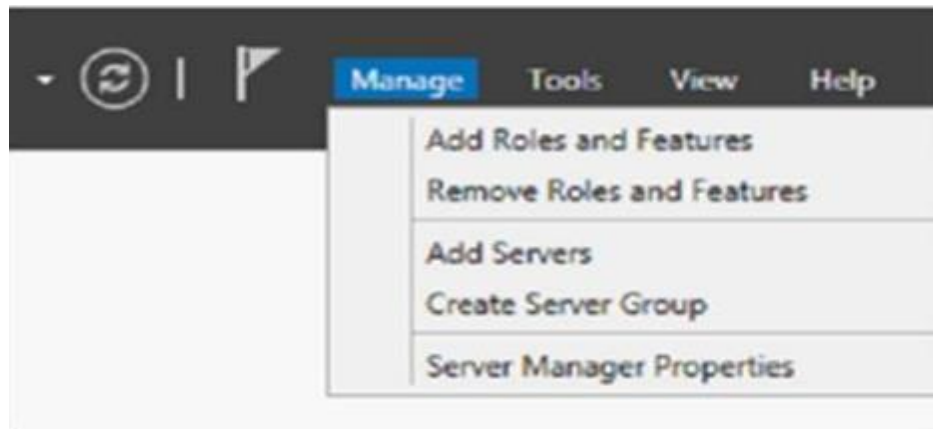 Manage Tools View Help
Add Roles and Features
Remove Roles and Features
Add Servers
Create Server Group
Server Manager Properties